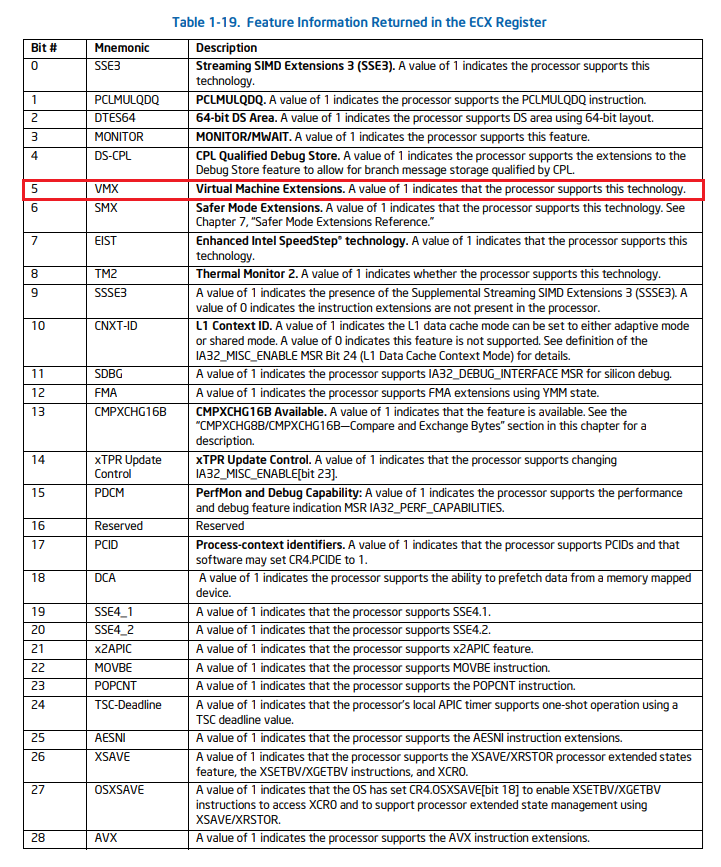 Table 1-19. Feature Information Returned in the ECX Register
Bit # Mnemonic Description
0 SSE3 Streaming SIMD Extensions 3 (SSE3). A value of 1 indicates the processor supports this
technology.
1 PCLMULQDQ PCLMULQDQ. A value of 1 indicates the processor supports the PCLMULQDQ instruction.
2 DTES64 64-bit DS Area. A value of 1 indicates the processor supports DS area using 64-bit layout.
3 MONITOR MONITOR/MWAIT. A value of 1 indicates the processor supports this feature.
4 DS-CPL CPL Qualified Debug Store. A value of 1 indicates the processor supports the extensions to the
Debug Store feature to allow for branch message storage qualified by CPL.
5 VMX Virtual Machine Extensions. A value of 1 indicates that the processor supports this technology.
6 SMX Safer Mode Extensions. A value of 1 indicates that the processor supports this technology. See
Chapter 7, "Safer Mode Extensions Reference."
7 EIST Enhanced Intel SpeedStep® technology. A value of 1 indicates that the processor supports this
technology.
8 TM2 Thermal Monitor 2. A value of 1 indicates whether the processor supports this technology.
9 SSSE3 A value of 1 indicates the presence of the Supplemental Streaming SIMD Extensions 3 (SSSE3). A
value of 0 indicates the instruction extensions are not present in the processor.
10 CNXT-ID L1 Context ID. A value of 1 indicates the L1 data cache mode can be set to either adaptive mode
or shared mode. A value of 0 indicates this feature is not supported. See definition of the
IA32_MISC_ENABLE MSR Bit 24 (L1 Data Cache Context Mode) for details.
11 SDBG A value of 1 indicates the processor supports IA32_DEBUG_INTERFACE MSR for silicon debug.
12 FMA A value of 1 indicates the processor supports FMA extensions using YMM state.
13 CMPXCHG16B CMPXCHG16B Available. A value of 1 indicates that the feature is available. See the
"CMPXCHG8B/CMPXCHG16B—Compare and Exchange Bytes" section in this chapter for a
description.
14 xTPR Update xTPR Update Control. A value of 1 indicates that the processor supports changing
Control IA32_MISC_ENABLE[bit 23].
15 PDCM PerfMon and Debug Capability: A value of 1 indicates the processor supports the performance
and debug feature indication MSR IA32_PERF_CAPABILITIES.
16 Reserved Reserved
17 PCID Process-context identifiers. A value of 1 indicates that the processor supports PCIDs and that
software may set CR4.PCIDE to 1.
18 DCA A value of 1 indicates the processor supports the ability to prefetch data from a memory mapped
device.
19 SSE4_1 A value of 1 indicates that the processor supports SSE4.1.
20 SSE4_2 A value of 1 indicates that the processor supports SSE4.2.
21 x2APIC A value of 1 indicates that the processor supports x2APIC feature.
22 MOVBE A value of 1 indicates that the processor supports MOVBE instruction.
23 POPCNT A value of 1 indicates that the processor supports the POPCNT instruction.
24 TSC-Deadline A value of 1 indicates that the processor's local APIC timer supports one-shot operation using a
TSC deadline value.
25 AESNI A value of 1 indicates that the processor supports the AESNI instruction extensions.
26 XSAVE A value of 1 indicates that the processor supports the XSAVE/XRSTOR processor extended states
feature, the XSETBV/XGETBV instructions, and XCR0.
27 OSXSAVE A value of 1 indicates that the OS has set CR4.OSXSAVE[bit 18] to enable XSETBV/XGETBV
instructions to access XCR0 and to support processor extended state management using
XSAVE/XRSTOR.
28 AVX A value of 1 indicates the processor supports the AVX instruction extensions.